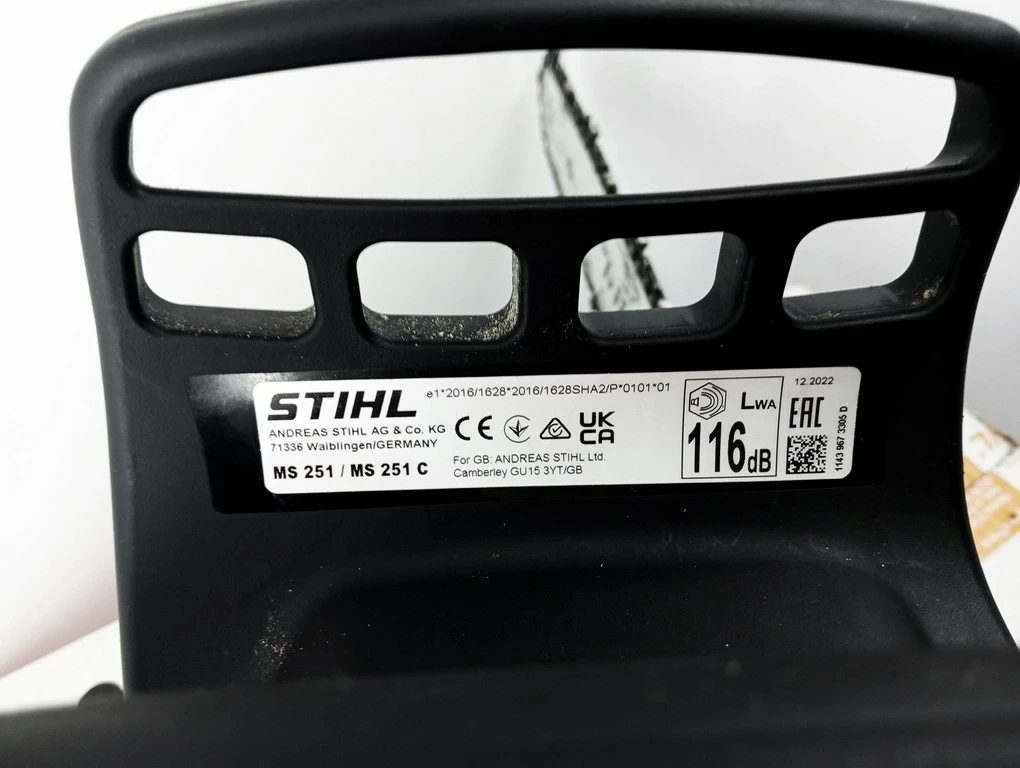 STIHL
e1*2016/1628*2016/1628SHA2/P*0101*01
ANDREAS STIHL AG & Co. KG
71336 Waiblingen/GERMANY
MS 251 / MS 251 C
CE
UK
CA
For GB: ANDREAS STIHL Ltd.
Camberley GU15 3YT/GB
LWA
116dB
12.2022
EAC
1143 967 3305 D